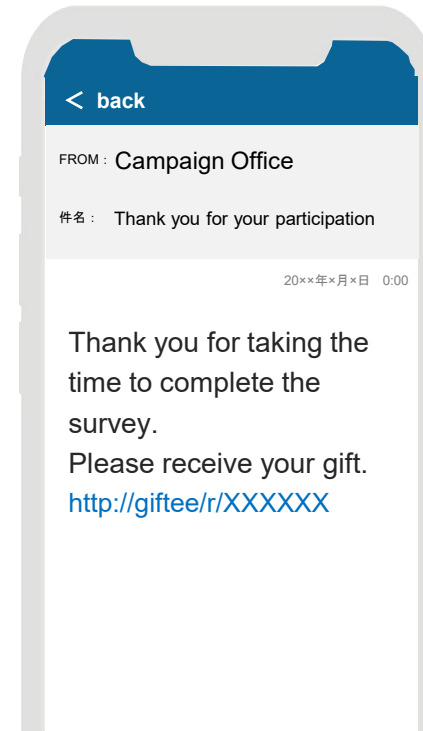 < back
FROM： Campaign Office
件名： Thank you for your participation
20××年×月×日 0:00
Thank you for taking the
time to complete the
survey.
Please receive your gift.
http://giftee/r/XXXXXX